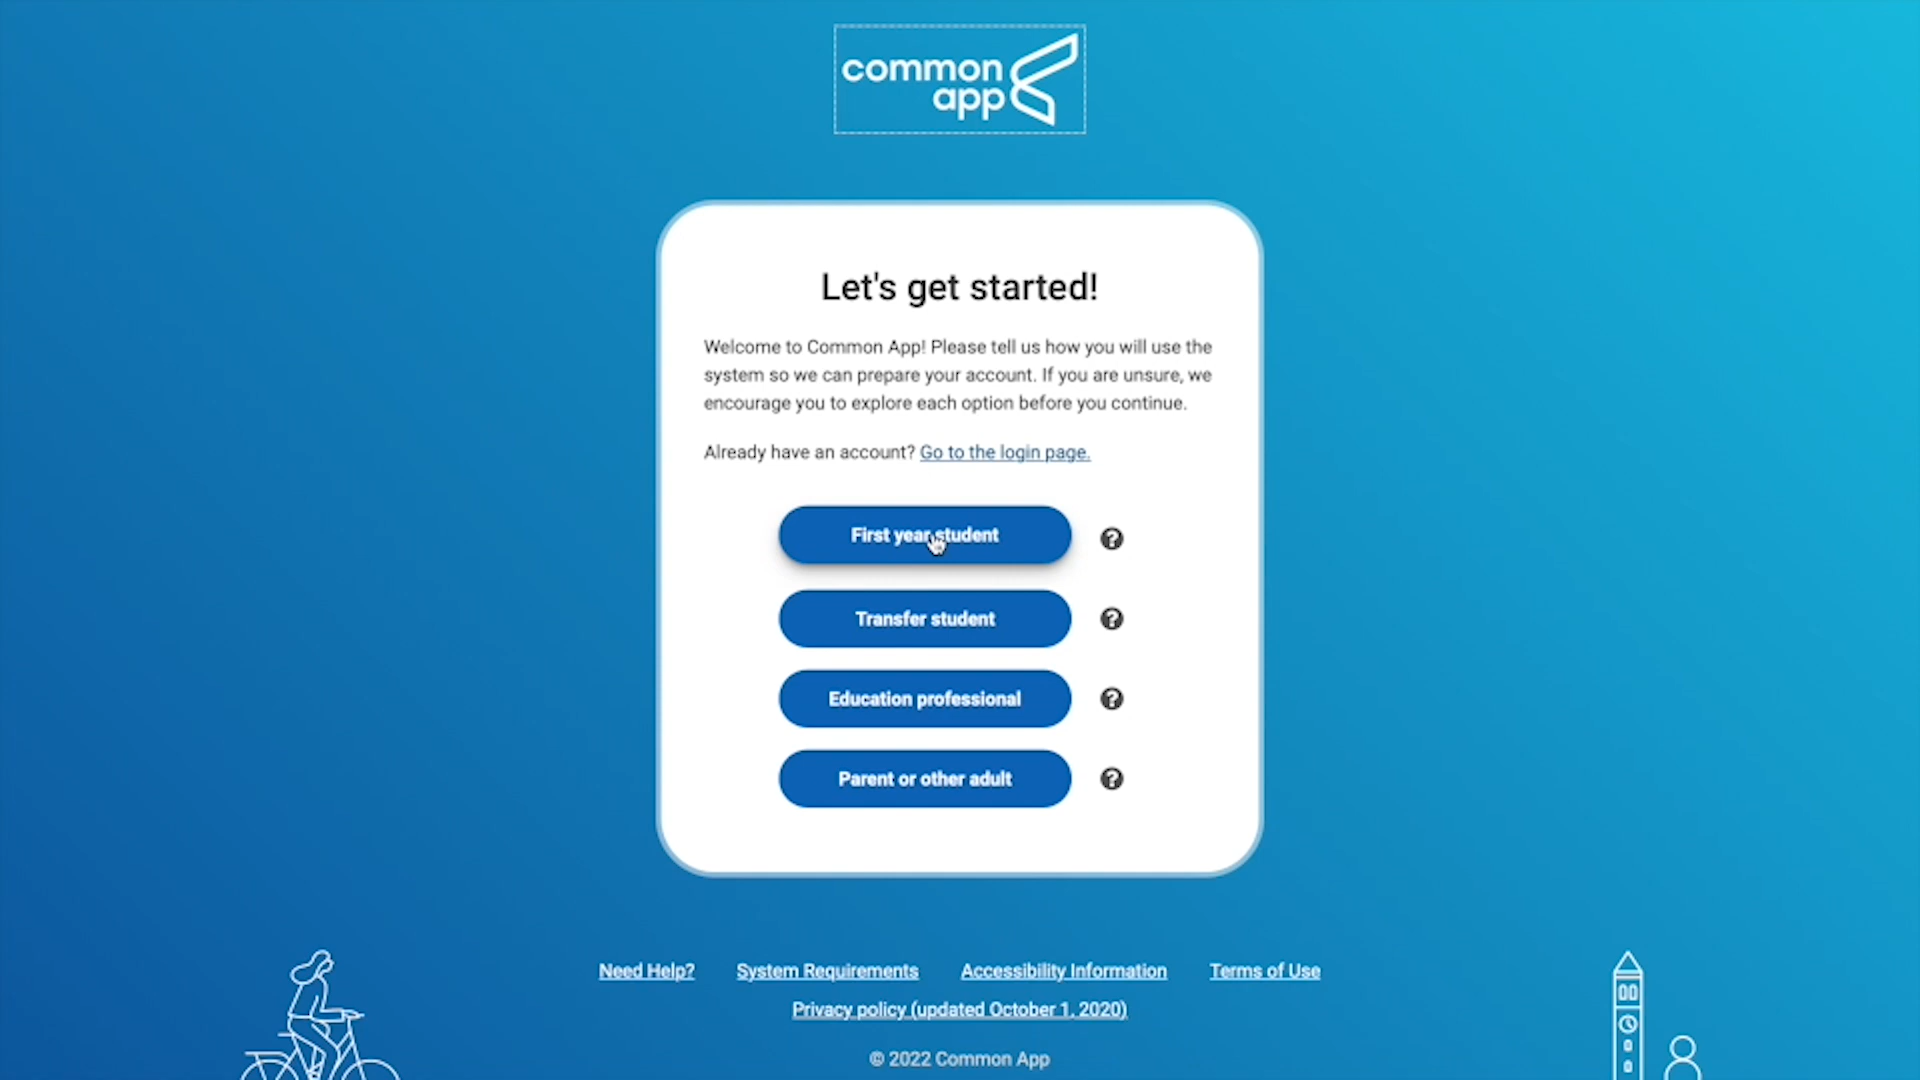 common
app
Let's get started!
Welcome to Common App! Please tell us how you will use the
system so we can prepare your account. If you are unsure, we
encourage you to explore each option before you continue.
Already have an account? Go to the login page.
First year student
?
Transfer student
?
Education professional
?
Parent or other adult
?
Need Help? System Requirements Accessibility Information Terms of Use
Privacy policy (updated October 1, 2020)
© 2022 Common App